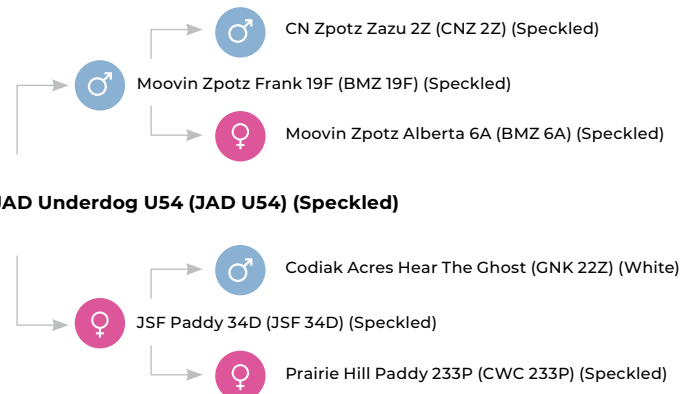 CN Zpotz Zazu 2Z (CNZ 2Z) (Speckled)
Moovin Zpotz Frank 19F (BMZ 19F) (Speckled)
Moovin Zpotz Alberta 6A (BMZ 6A) (Speckled)
JAD Underdog U54 (JAD U54) (Speckled)
Codiak Acres Hear The Ghost (GNK 22Z) (White)
JSF Paddy 34D (JSF 34D) (Speckled)
Prairie Hill Paddy 233P (CWC 233P) (Speckled)